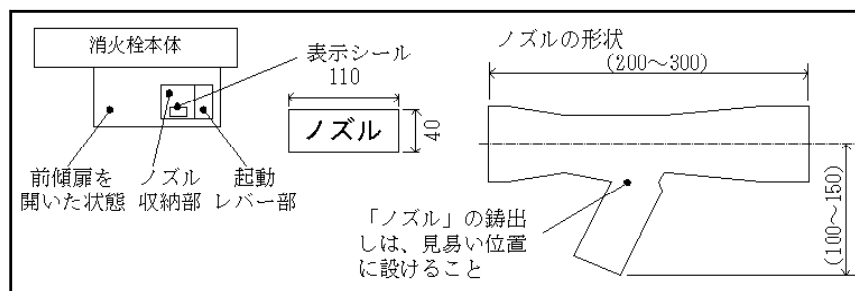 消火栓本体
表示シール
110
ノズル
40
前傾扉を
開いた状態
ノズル
収納部
起動
レバー部
ノズルの形状
(200～300)
(100～150)
「ノズル」の鋳出
しは、見易い位置
に設けること